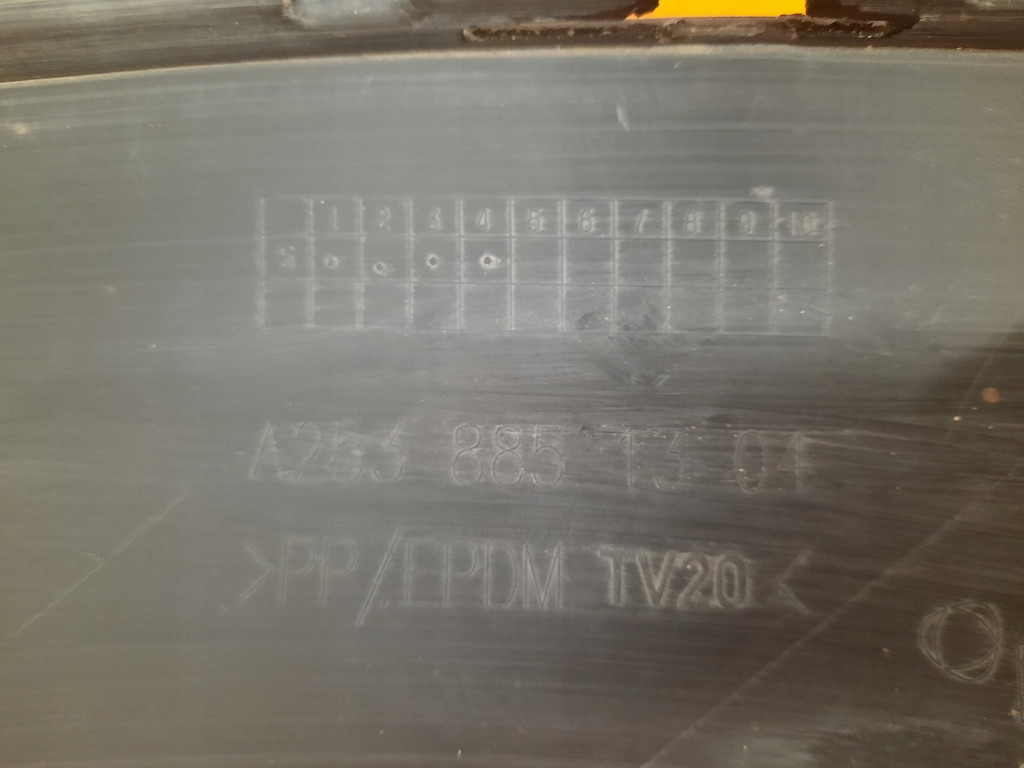 1 2 3 4 5 6 7 8 9 10
5
A253 885 13 04
>PP/EPDM TV20<